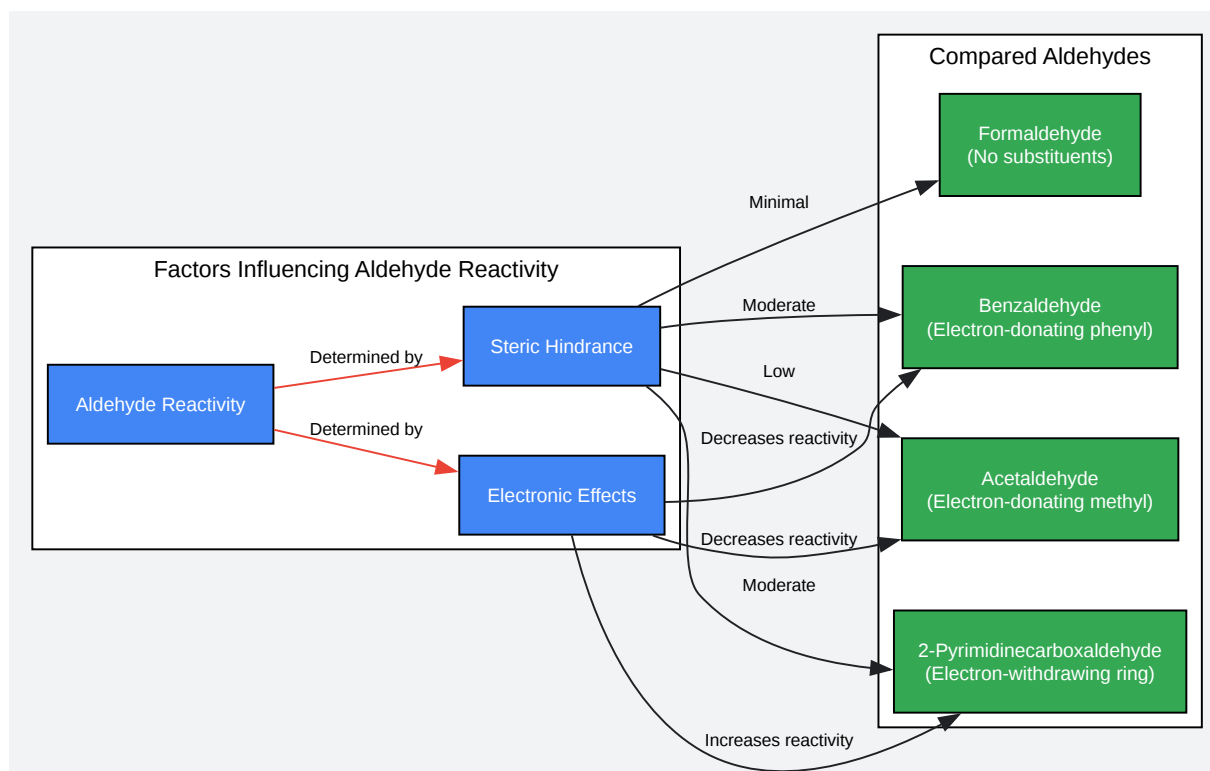 Compared Aldehydes
Formaldehyde
(No substituents)
Minimal
Factors Influencing Aldehyde Reactivity
Benzaldehyde
(Electron-donating phenyl)
Moderate
Steric Hindrance
Determined by
Low
Aldehyde Reactivity
Determined by
Decreases reactivity
Acetaldehyde
(Electron-donating methyl)
Electronic Effects
Decreases reactivity
Moderate
2-Pyrimidinecarboxaldehyde
(Electron-withdrawing ring)
Increases reactivity